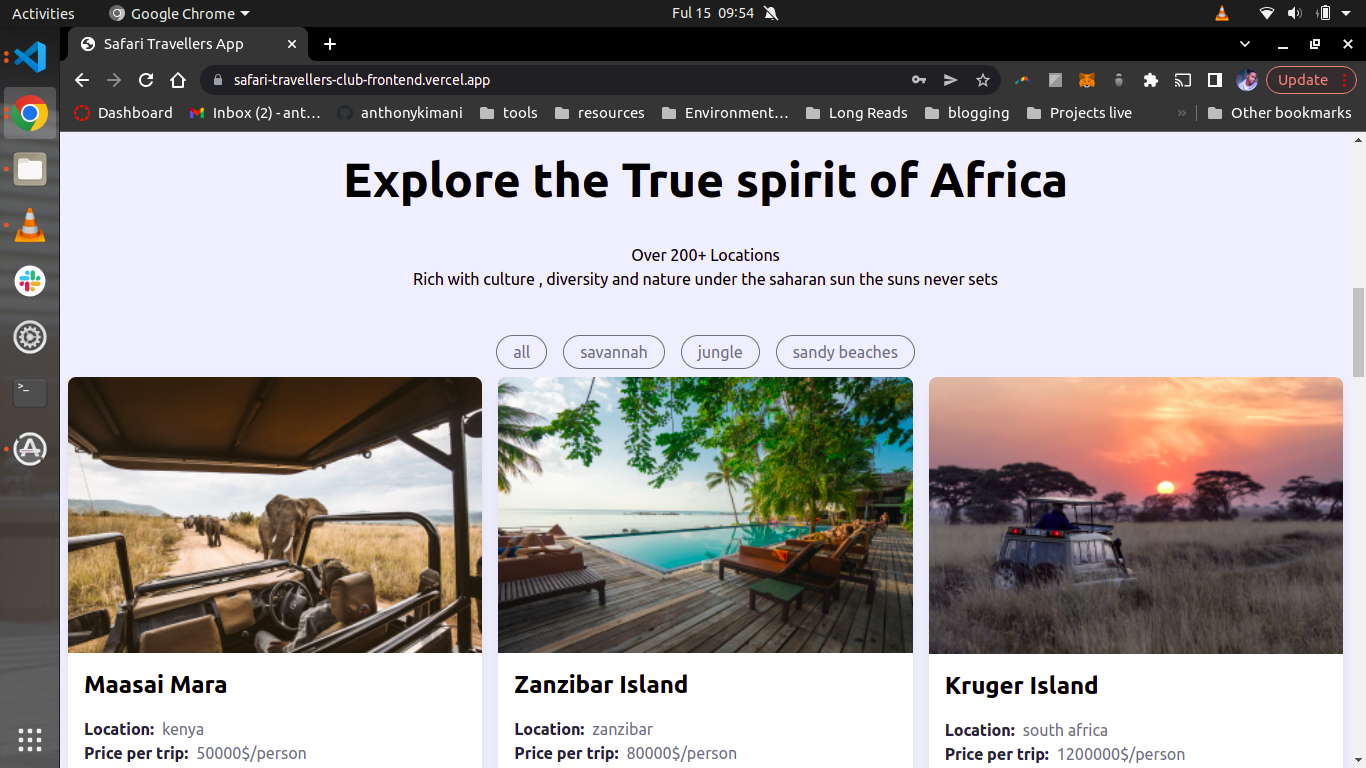 Activities Google Chrome Ful 15 09:54
Safari Travellers App
safari-travellers-club-frontend.vercel.app Update
Dashboard Inbox (2) - ant… anthonykimani tools resources Environment… Long Reads blogging Projects live » Other bookmarks
Explore the True spirit of Africa
Over 200+ Locations
Rich with culture , diversity and nature under the saharan sun the suns never sets
all savannah jungle sandy beaches
Maasai Mara
Location: kenya
Price per trip: 50000$/person
Zanzibar Island
Location: zanzibar
Price per trip: 80000$/person
Kruger Island
Location: south africa
Price per trip: 1200000$/person